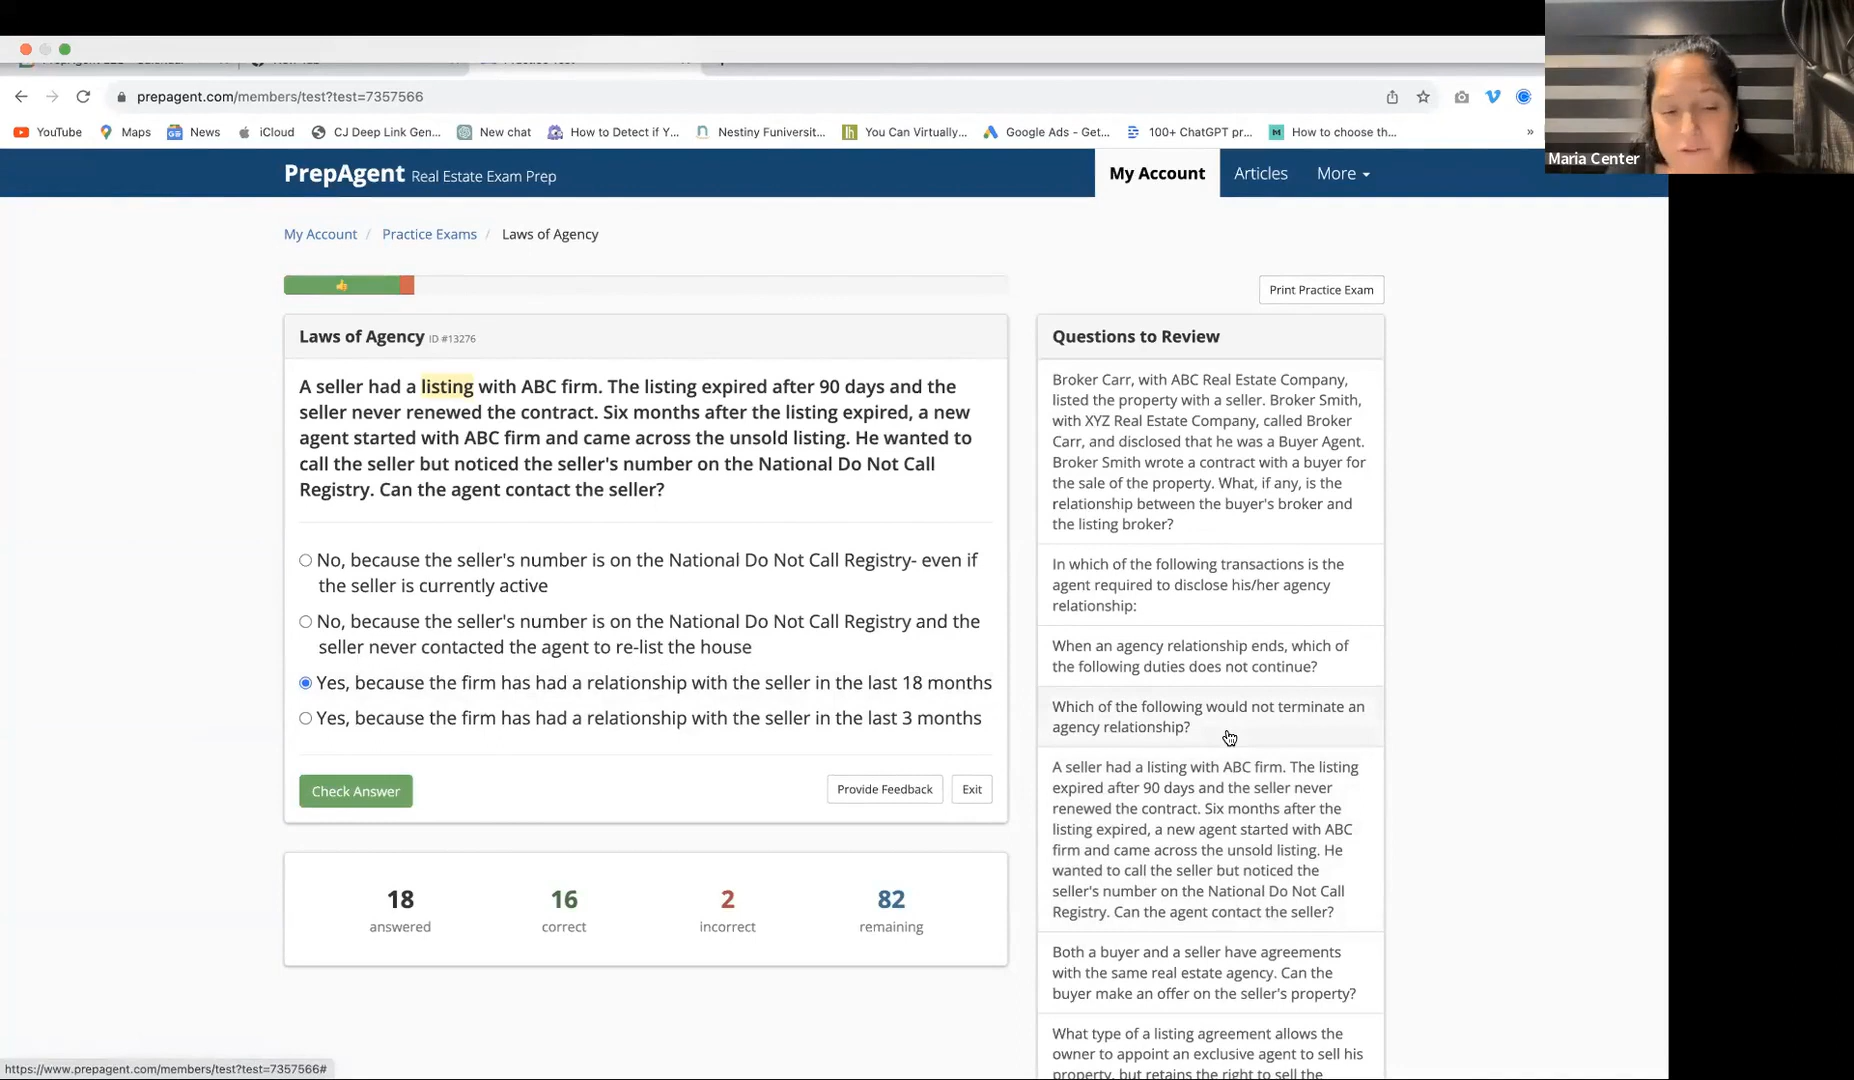 prepagent.com/members/test?test=7357566
YouTube
Maps
News
iCloud
CJ Deep Link Gen...
New chat
How to Detect if Y...
Nestiny Funiversit...
You Can Virtually...
Google Ads - Get...
100+ ChatGPT pr...
How to choose th...
»
Maria Center
PrepAgent Real Estate Exam Prep
My Account
Articles
More
My Account / Practice Exams / Laws of Agency
Print Practice Exam
Laws of Agency ID #13276
A seller had a listing with ABC firm. The listing expired after 90 days and the
seller never renewed the contract. Six months after the listing expired, a new
agent started with ABC firm and came across the unsold listing. He wanted to
call the seller but noticed the seller's number on the National Do Not Call
Registry. Can the agent contact the seller?
No, because the seller's number is on the National Do Not Call Registry- even if
the seller is currently active
No, because the seller's number is on the National Do Not Call Registry and the
seller never contacted the agent to re-list the house
Yes, because the firm has had a relationship with the seller in the last 18 months
Yes, because the firm has had a relationship with the seller in the last 3 months
Check Answer
Provide Feedback
Exit
18
answered
16
correct
2
incorrect
82
remaining
Questions to Review
Broker Carr, with ABC Real Estate Company,
listed the property with a seller. Broker Smith,
with XYZ Real Estate Company, called Broker
Carr, and disclosed that he was a Buyer Agent.
Broker Smith wrote a contract with a buyer for
the sale of the property. What, if any, is the
relationship between the buyer's broker and
the listing broker?
In which of the following transactions is the
agent required to disclose his/her agency
relationship:
When an agency relationship ends, which of
the following duties does not continue?
Which of the following would not terminate an
agency relationship?
A seller had a listing with ABC firm. The listing
expired after 90 days and the seller never
renewed the contract. Six months after the
listing expired, a new agent started with ABC
firm and came across the unsold listing. He
wanted to call the seller but noticed the
seller's number on the National Do Not Call
Registry. Can the agent contact the seller?
Both a buyer and a seller have agreements
with the same real estate agency. Can the
buyer make an offer on the seller's property?
What type of a listing agreement allows the
owner to appoint an exclusive agent to sell his
property, but retains the right to sell the
https://www.prepagent.com/members/test?test=7357566#